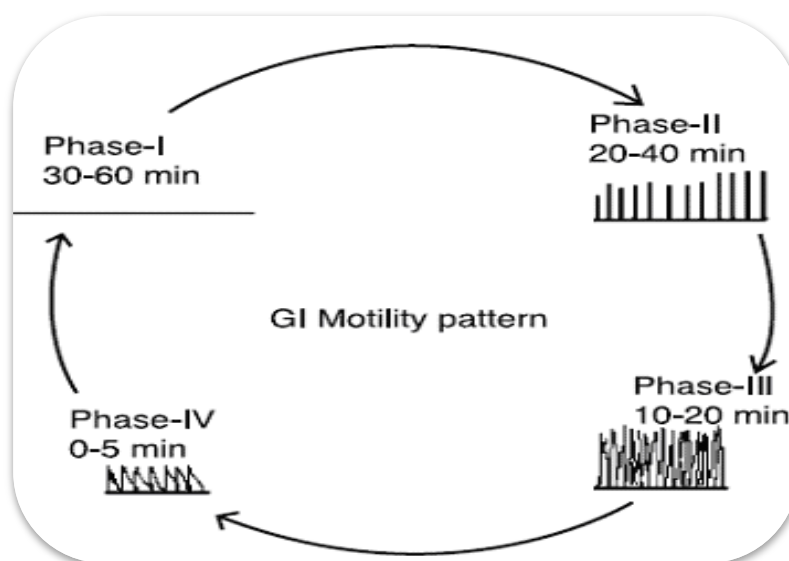 Phase-I
30-60 min
Phase-II
20-40 min
GI Motility pattern
Phase-III
10-20 min
Phase-IV
0-5 min